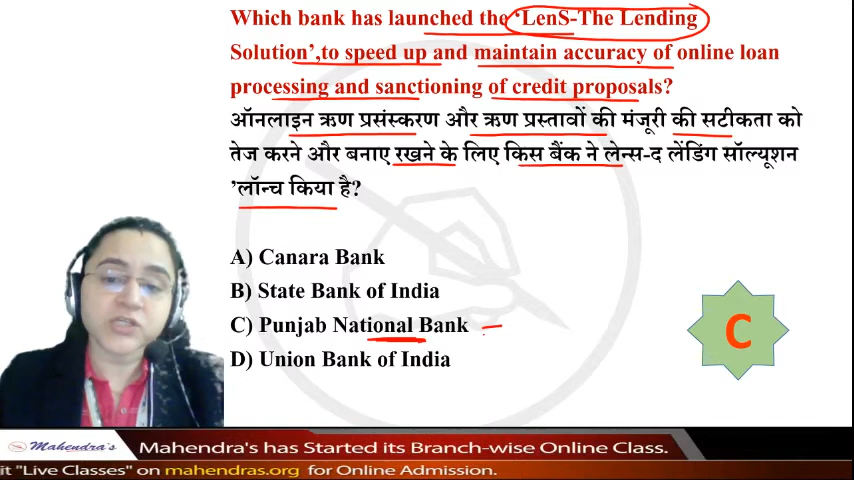 Which bank has launched the ‘LenS-The Lending
Solution’,to speed up and maintain accuracy of online loan
processing and sanctioning of credit proposals?
ऑनलाइन ऋण प्रसंस्करण और ऋण प्रस्तावों की मंजूरी की सटीकता को
तेज करने और बनाए रखने के लिए किस बैंक ने लेन्स-द लेंडिंग सॉल्यूशन
’लॉन्च किया है?
A) Canara Bank
B) State Bank of India
C) Punjab National Bank
D) Union Bank of India
C
Mahendra's
Mahendra's has Started its Branch-wise Online Class.
it "Live Classes" on mahendras.org for Online Admission.